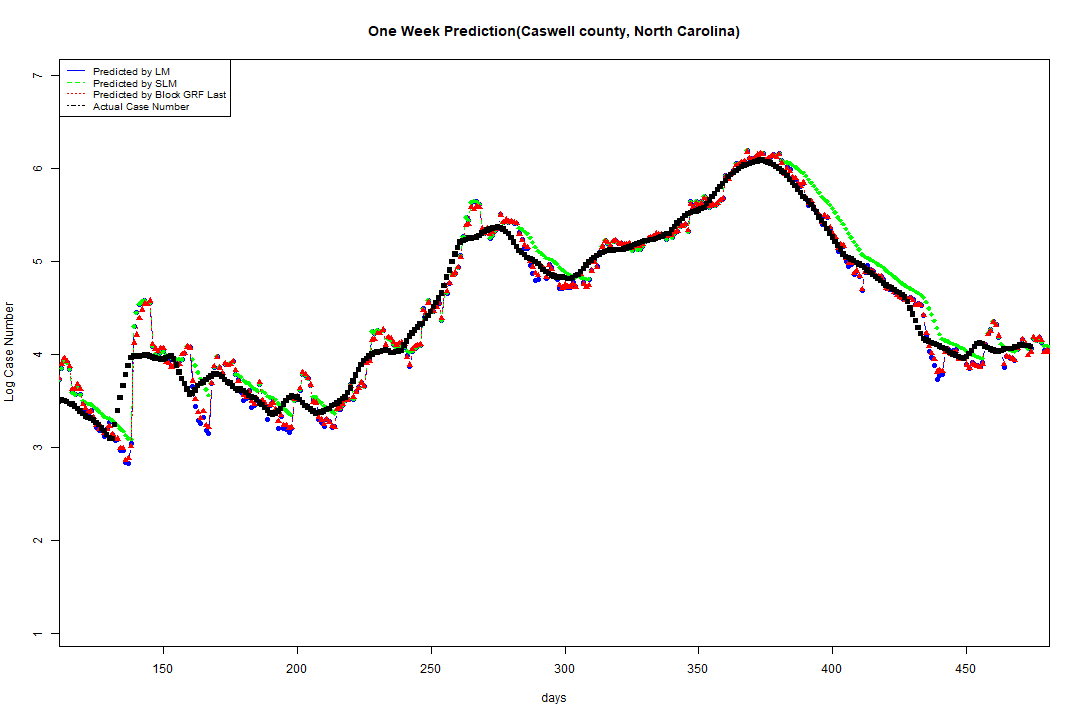 One Week Prediction(Caswell county, North Carolina)
Predicted by LM
Predicted by SLM
Predicted by Block GRF Last
Actual Case Number
7
6
5
4
3
2
1
Log Case Number
150 200 250 300 350 400 450
days